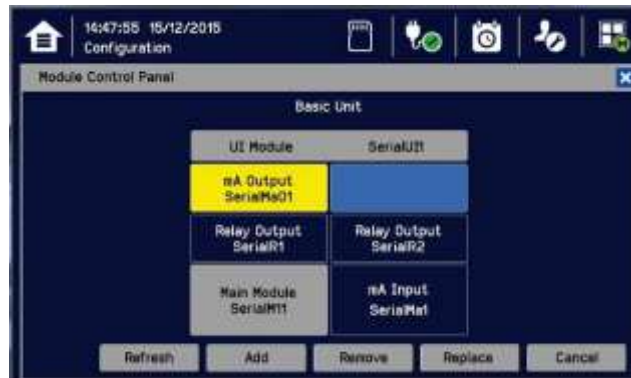 14:47:55 15/12/2015
Configuration
Module Control Panel
Basic Unit
UI Module SerialUI1
mA Output
SerialMaO1
Relay Output Relay Output
SerialR1 SerialR2
Main Module mA Input
SerialM11 SerialMa1
Refresh Add Remove Replace Cancel